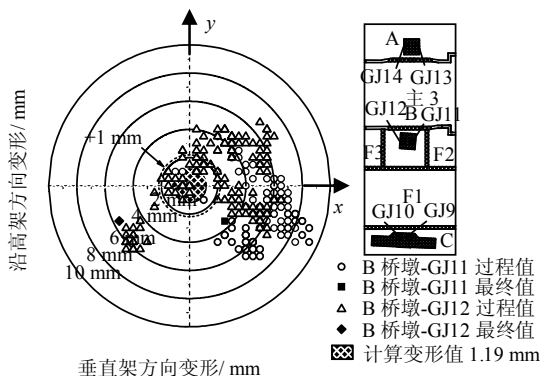 y
x
+1 mm
mm
4 mm
6 mm
8 mm
10 mm
沿高架方向变形/ mm
垂直架方向变形/ mm
A
GJ14 GJ13
主 3
GJ12 B GJ11
F3 F2
F1
GJ10 GJ9
C
B 桥墩-GJ11 过程值
B 桥墩-GJ11 最终值
B 桥墩-GJ12 过程值
B 桥墩-GJ12 最终值
计算变形值 1.19 mm